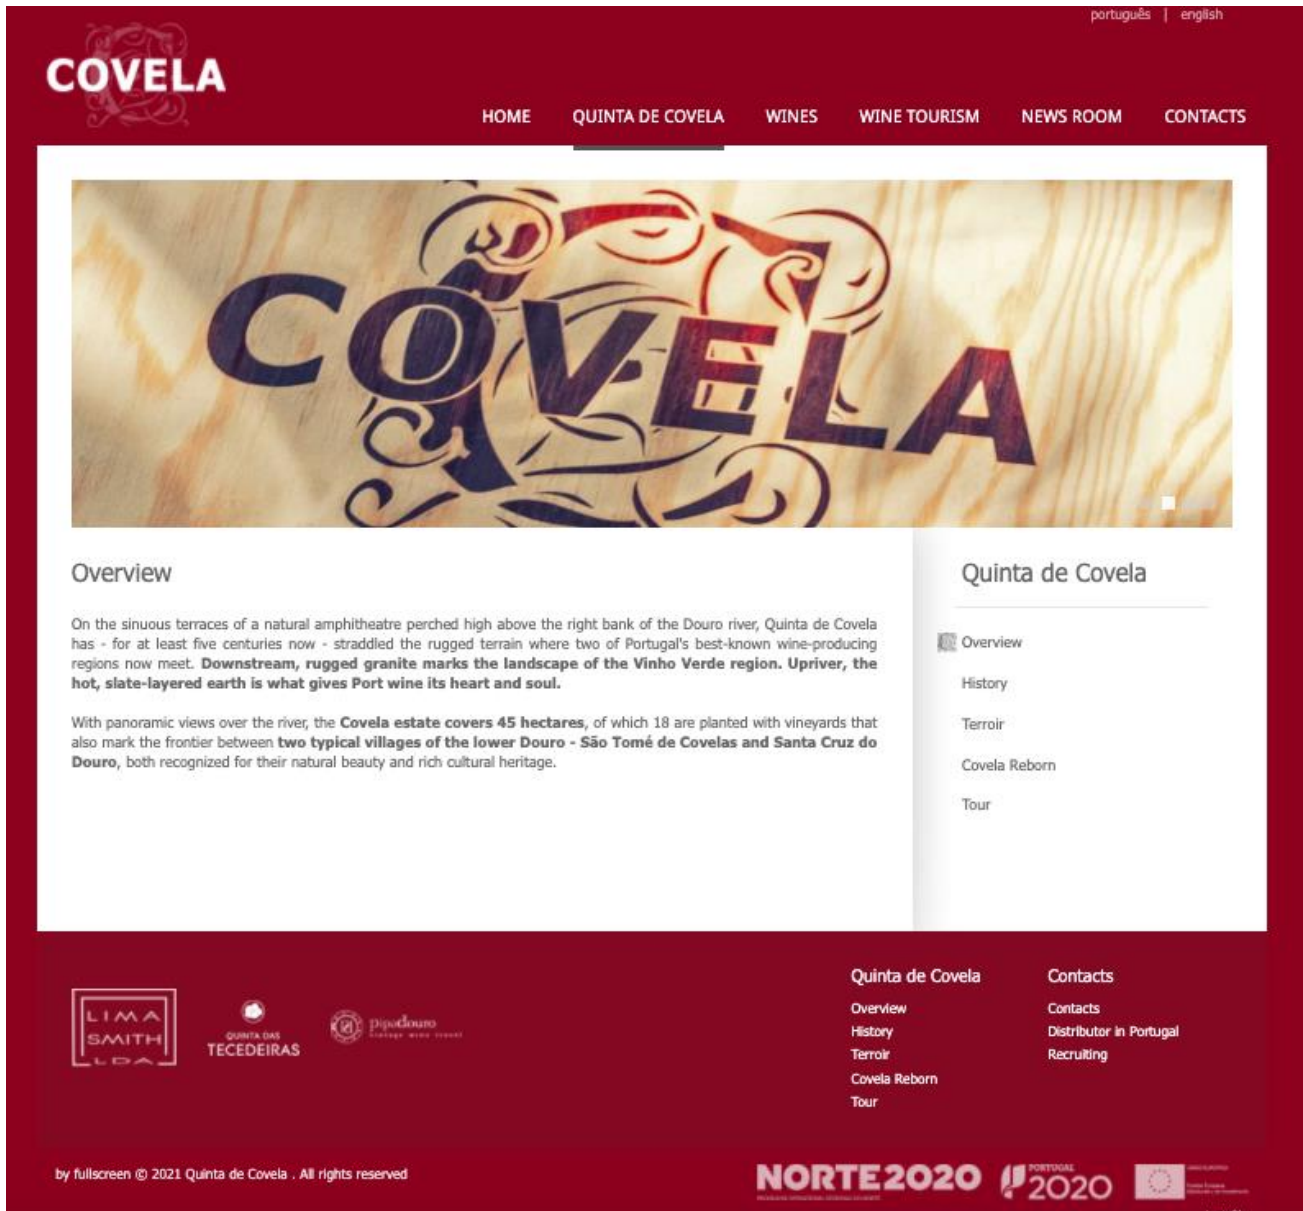 português | english
COVELA
HOME QUINTA DE COVELA WINES WINE TOURISM NEWS ROOM CONTACTS
COVELA
Overview
On the sinuous terraces of a natural amphitheatre perched high above the right bank of the Douro river, Quinta de Covela
has - for at least five centuries now - straddled the rugged terrain where two of Portugal's best-known wine-producing
regions now meet. Downstream, rugged granite marks the landscape of the Vinho Verde region. Upriver, the
hot, slate-layered earth is what gives Port wine its heart and soul.
With panoramic views over the river, the Covela estate covers 45 hectares, of which 18 are planted with vineyards that
also mark the frontier between two typical villages of the lower Douro - São Tomé de Covelas and Santa Cruz do
Douro, both recognized for their natural beauty and rich cultural heritage.
Quinta de Covela
Overview
History
Terroir
Covela Reborn
Tour
LIMA
SMITH
LDA
QUINTA DAS
TECEDEIRAS
pipadouro
vintage wine travel
Quinta de Covela
Overview
History
Terroir
Covela Reborn
Tour
Contacts
Contacts
Distributor in Portugal
Recruiting
by fullscreen © 2021 Quinta de Covela . All rights reserved
NORTE2020
PORTUGAL
2020